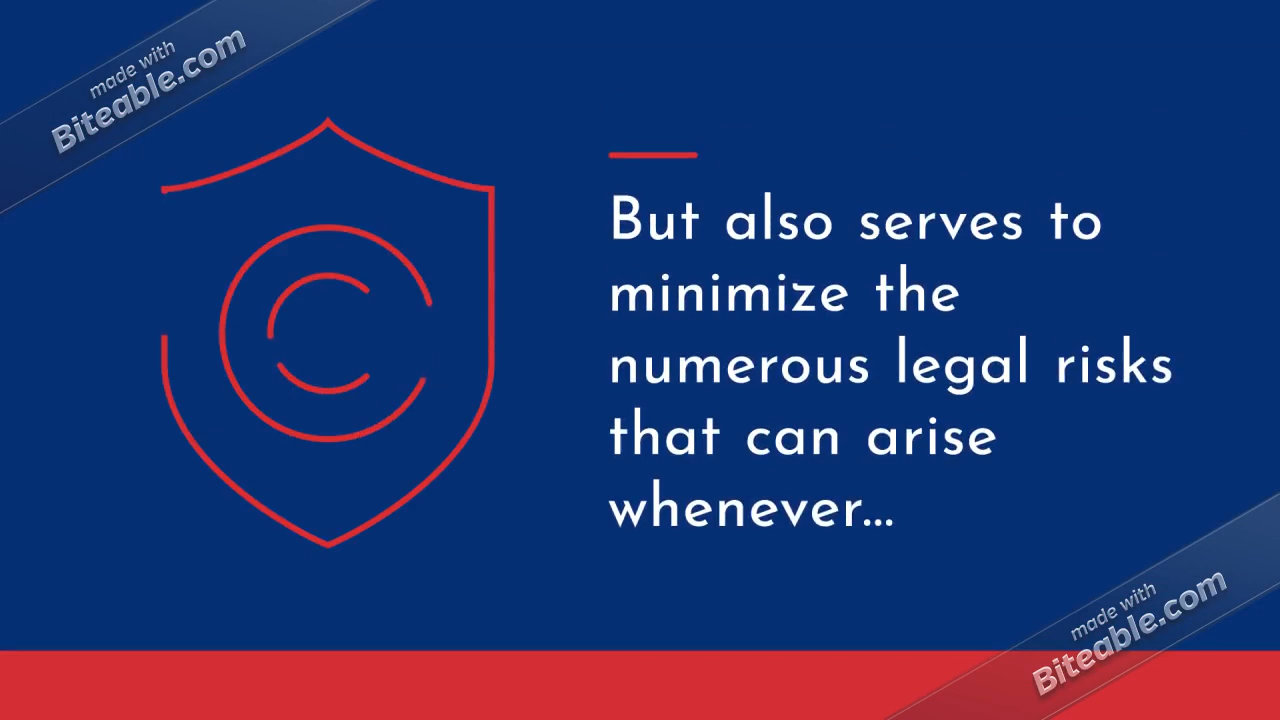 made with
Biteable.com
But also serves to
minimize the
numerous legal risks
that can arise
whenever...
made with
Biteable.com